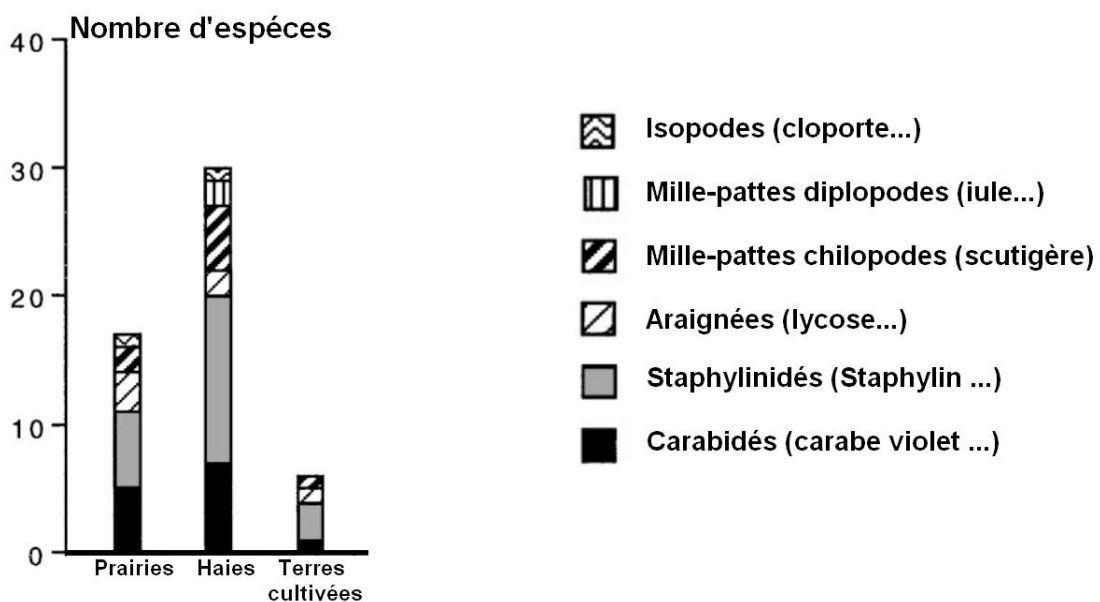 Nombre d'espéces
40
30
20
10
0
Prairies
Haies
Terres
cultivées
Isopodes (cloporte...)
Mille-pattes diplopodes (iule...)
Mille-pattes chilopodes (scutigère)
Araignées (lycose...)
Staphylinidés (Staphylin ...)
Carabidés (carabe violet ...)